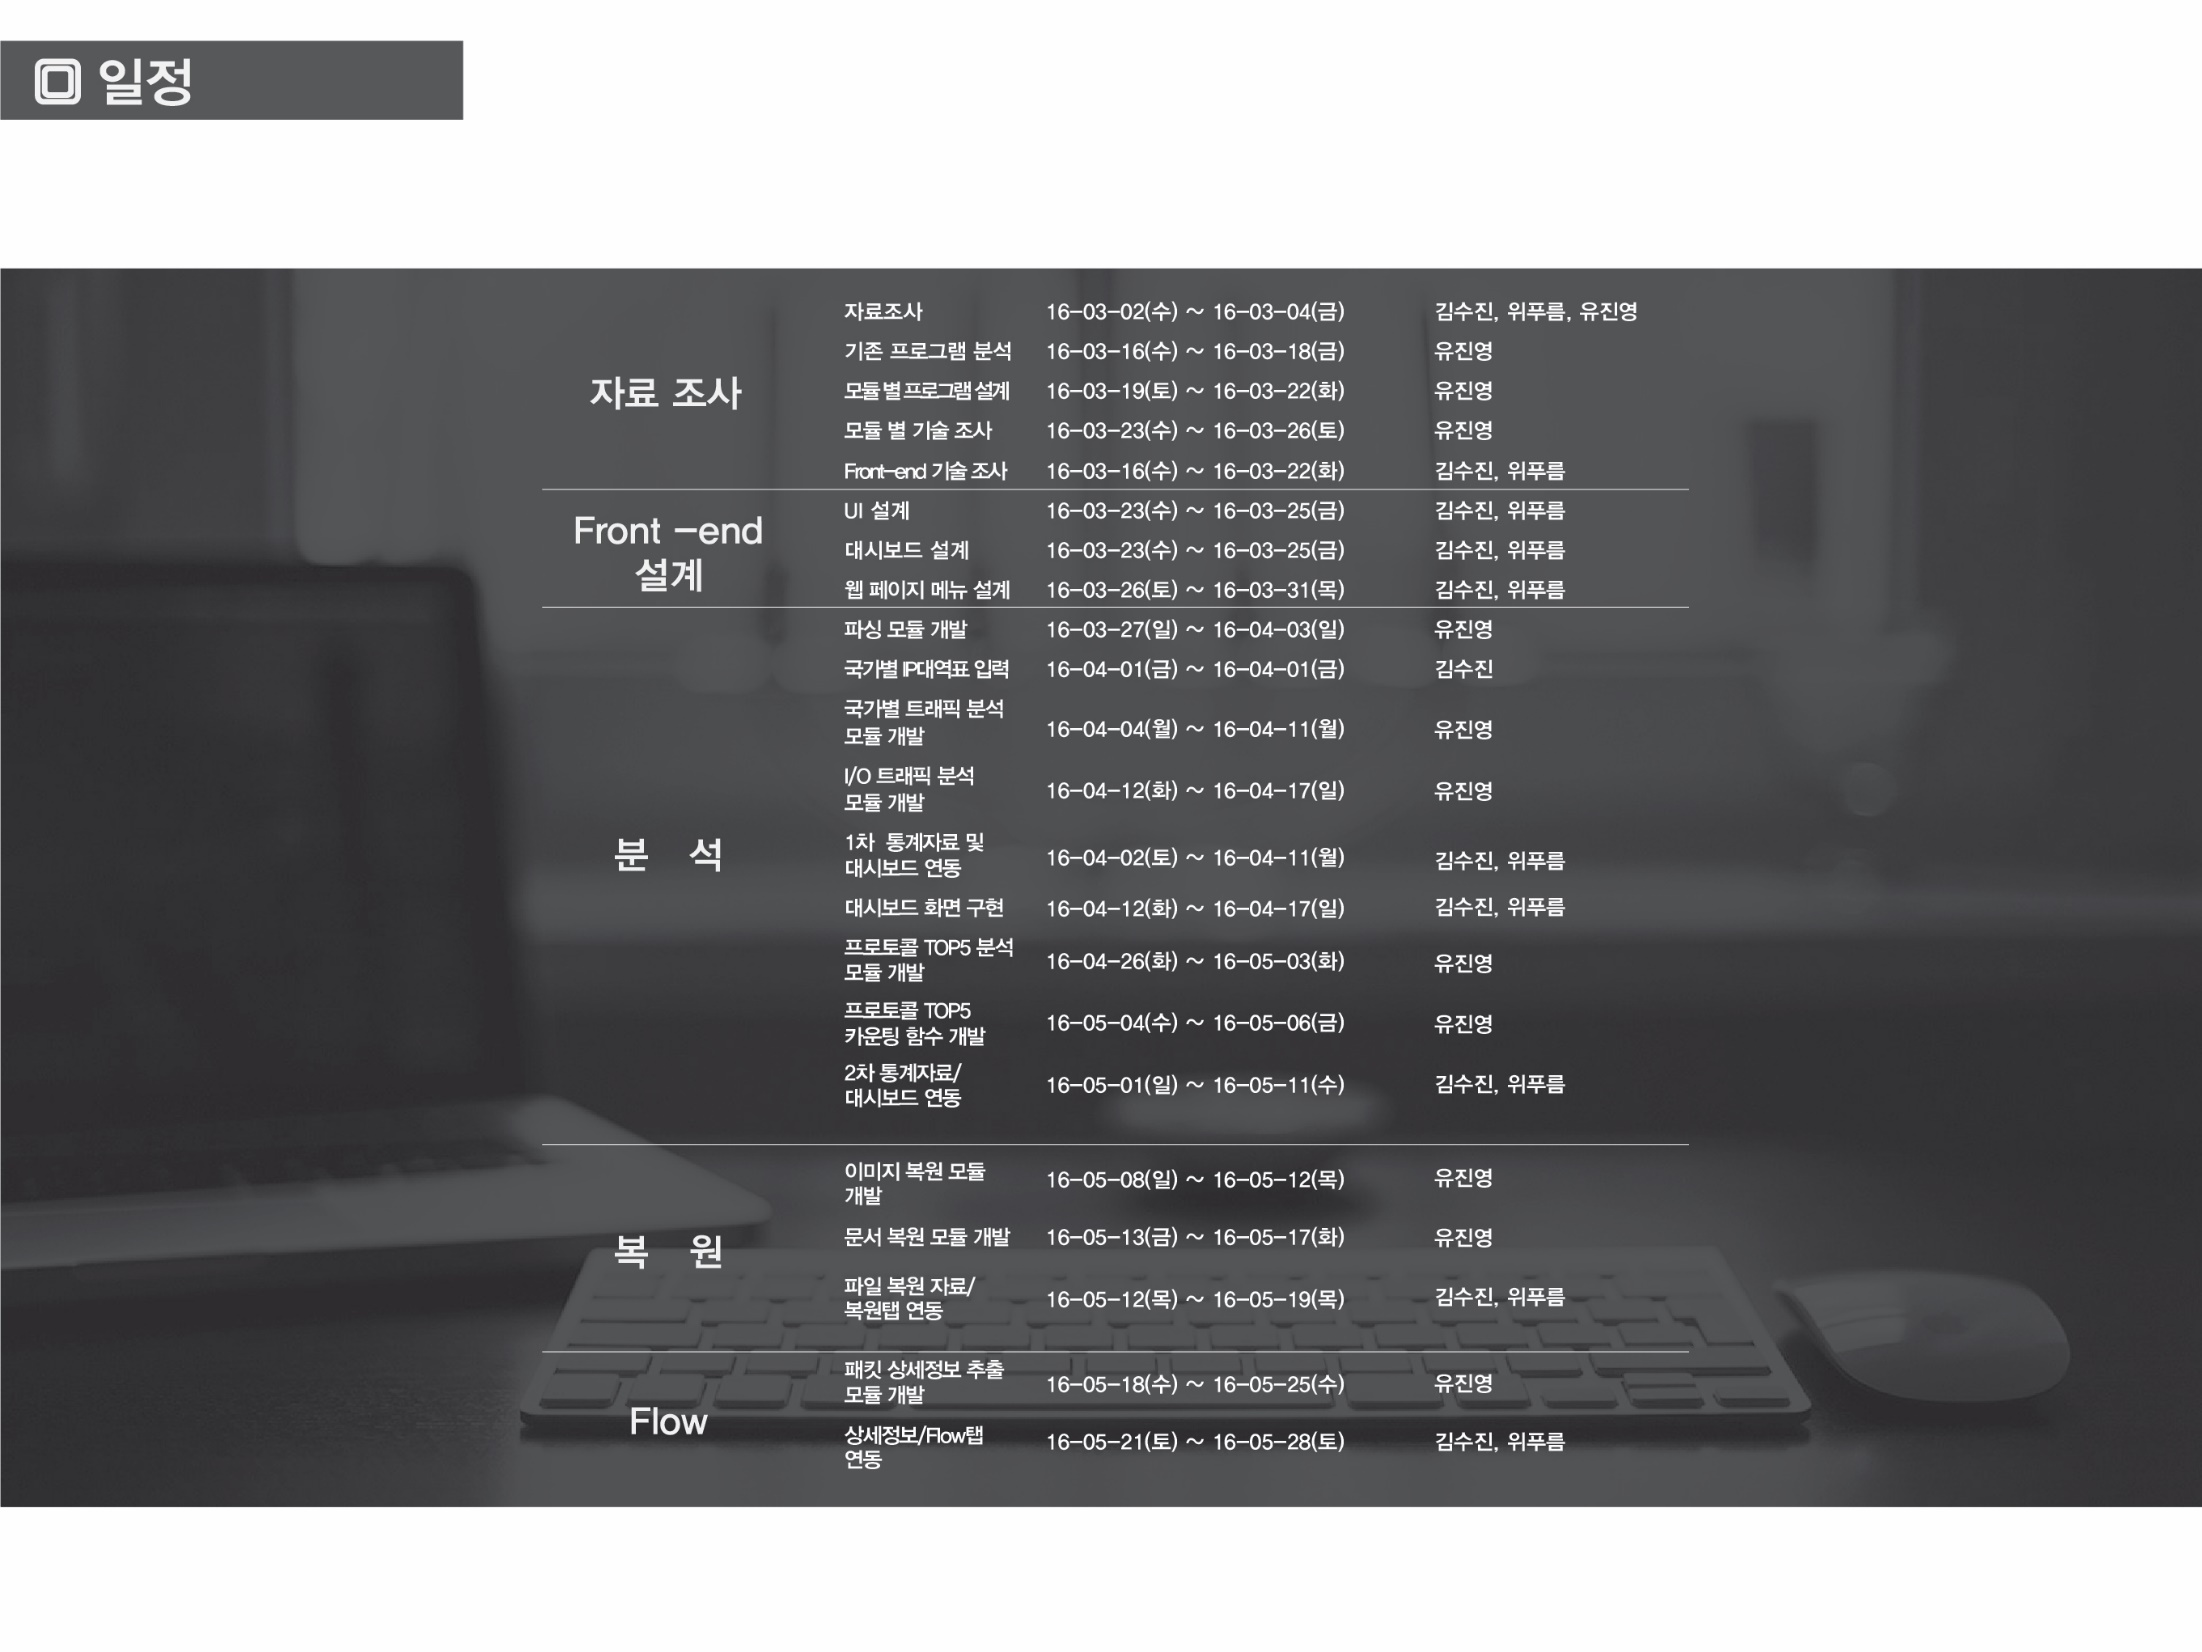 일정
자료 조사
자료조사 16-03-02(수) ~ 16-03-04(금) 김수진, 위푸름, 유진영
기존 프로그램 분석 16-03-16(수) ~ 16-03-18(금) 유진영
모듈 별 프로그램 설계 16-03-19(토) ~ 16-03-22(화) 유진영
모듈 별 기술 조사 16-03-23(수) ~ 16-03-26(토) 유진영
Front-end 기술 조사 16-03-16(수) ~ 16-03-22(화) 김수진, 위푸름
Front -end
설계
UI 설계 16-03-23(수) ~ 16-03-25(금) 김수진, 위푸름
대시보드 설계 16-03-23(수) ~ 16-03-25(금) 김수진, 위푸름
웹 페이지 메뉴 설계 16-03-26(토) ~ 16-03-31(목) 김수진, 위푸름
분 석
파싱 모듈 개발 16-03-27(일) ~ 16-04-03(일) 유진영
국가별 IP대역표 입력 16-04-01(금) ~ 16-04-01(금) 김수진
국가별 트래픽 분석
모듈 개발 16-04-04(월) ~ 16-04-11(월) 유진영
I/O 트래픽 분석
모듈 개발 16-04-12(화) ~ 16-04-17(일) 유진영
1차 통계자료 및
대시보드 연동 16-04-02(토) ~ 16-04-11(월) 김수진, 위푸름
대시보드 화면 구현 16-04-12(화) ~ 16-04-17(일) 김수진, 위푸름
프로토콜 TOP5 분석
모듈 개발 16-04-26(화) ~ 16-05-03(화) 유진영
프로토콜 TOP5
카운팅 함수 개발 16-05-04(수) ~ 16-05-06(금) 유진영
2차 통계자료/
대시보드 연동 16-05-01(일) ~ 16-05-11(수) 김수진, 위푸름
복 원
이미지 복원 모듈
개발 16-05-08(일) ~ 16-05-12(목) 유진영
문서 복원 모듈 개발 16-05-13(금) ~ 16-05-17(화) 유진영
파일 복원 자료/
복원탭 연동 16-05-12(목) ~ 16-05-19(목) 김수진, 위푸름
Flow
패킷 상세정보 추출
모듈 개발 16-05-18(수) ~ 16-05-25(수) 유진영
상세정보/Flow탭
연동 16-05-21(토) ~ 16-05-28(토) 김수진, 위푸름